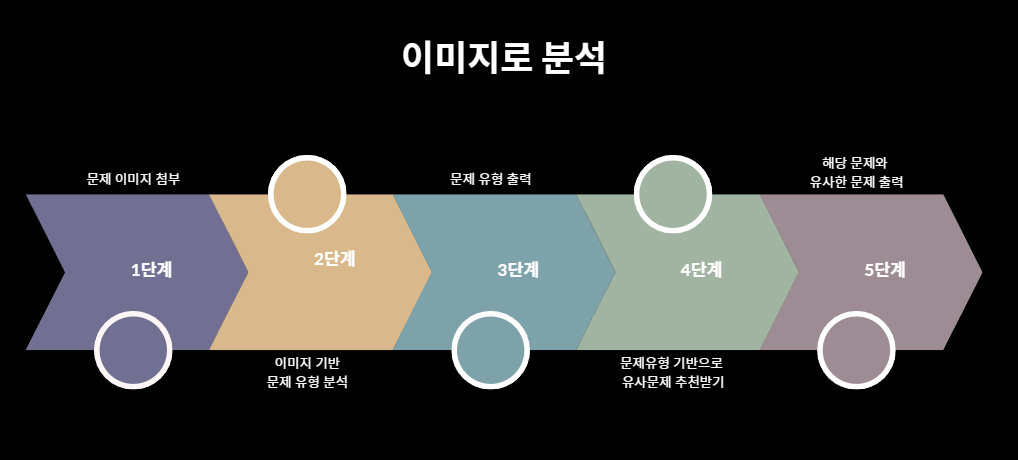 이미지로 분석
문제 이미지 첨부
1단계
2단계
이미지 기반
문제 유형 분석
문제 유형 출력
3단계
4단계
문제유형 기반으로
유사문제 추천받기
해당 문제와
유사한 문제 출력
5단계